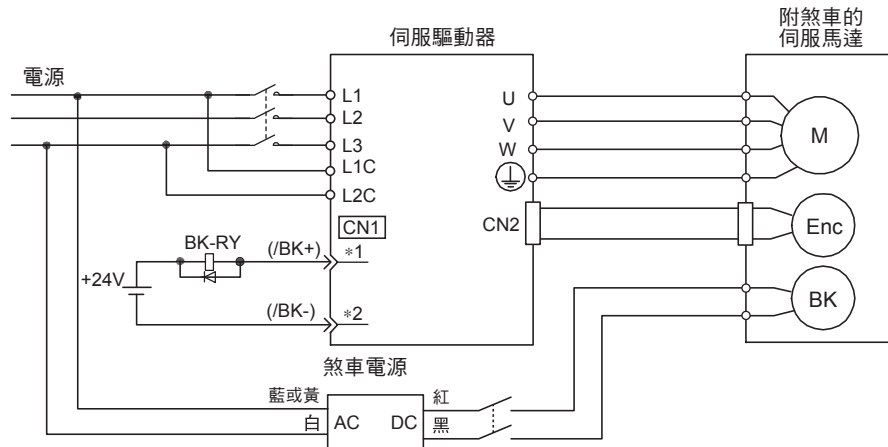 附煞車的
伺服馬達
伺服驅動器
電源
L1
L2
L3
L1C
L2C
U
V
W
M
CN1
CN2
Enc
BK-RY
(/BK+)
*1
+24V
(/BK-)
*2
BK
煞車電源
藍或黃
白
AC
DC
紅
黑